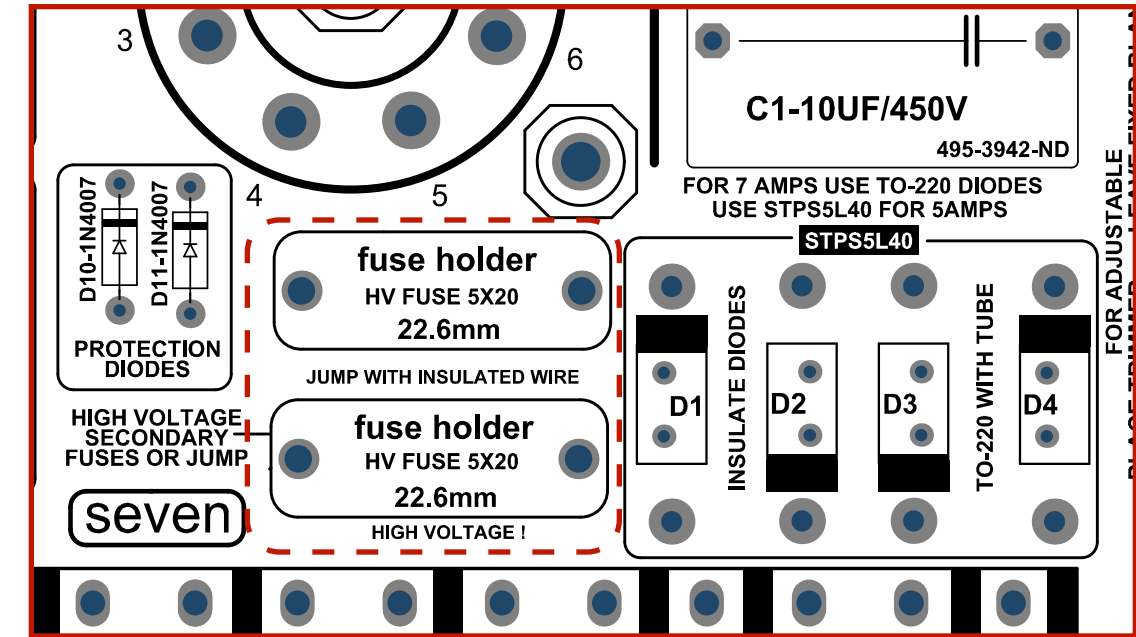 3
6
4
5
C1-10UF/450V
495-3942-ND
FOR 7 AMPS USE TO-220 DIODES
USE STPS5L40 FOR 5AMPS
STPS5L40
D10-1N4007
D11-1N4007
PROTECTION
DIODES
fuse holder
HV FUSE 5X20
22.6mm
JUMP WITH INSULATED WIRE
HIGH VOLTAGE
SECONDARY
FUSES OR JUMP
fuse holder
HV FUSE 5X20
22.6mm
HIGH VOLTAGE !
seven
D1
INSULATE DIODES
D2
D3
TO-220 WITH TUBE
D4
FOR ADJUSTABLE